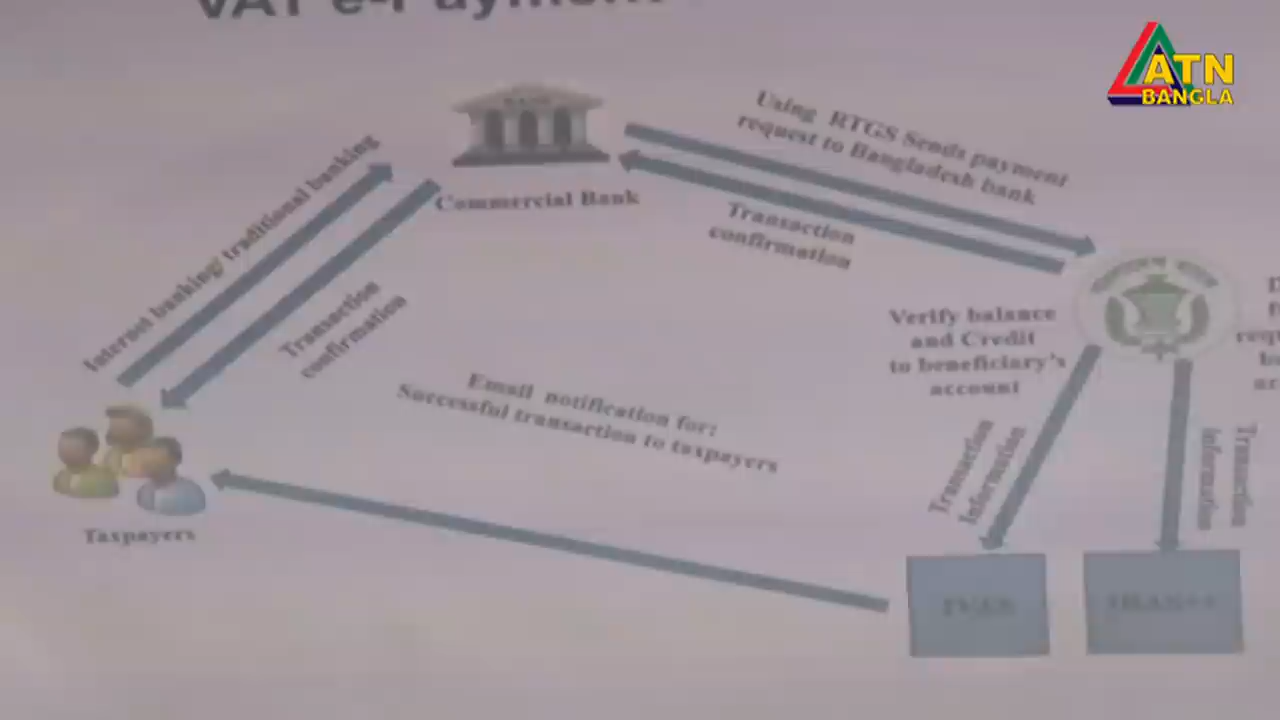 VAT e-Payment
ATN
BANGLA
Using RTGS Sends payment
request to Bangladesh bank
Internet banking/ traditional banking
Commercial Bank
Transaction
confirmation
Transaction
confirmation
Verify balance
and Credit
to beneficiary's
account
Email notification for:
Successful transaction to taxpayers
Transaction
Information
Transaction
Information
Taxpayers